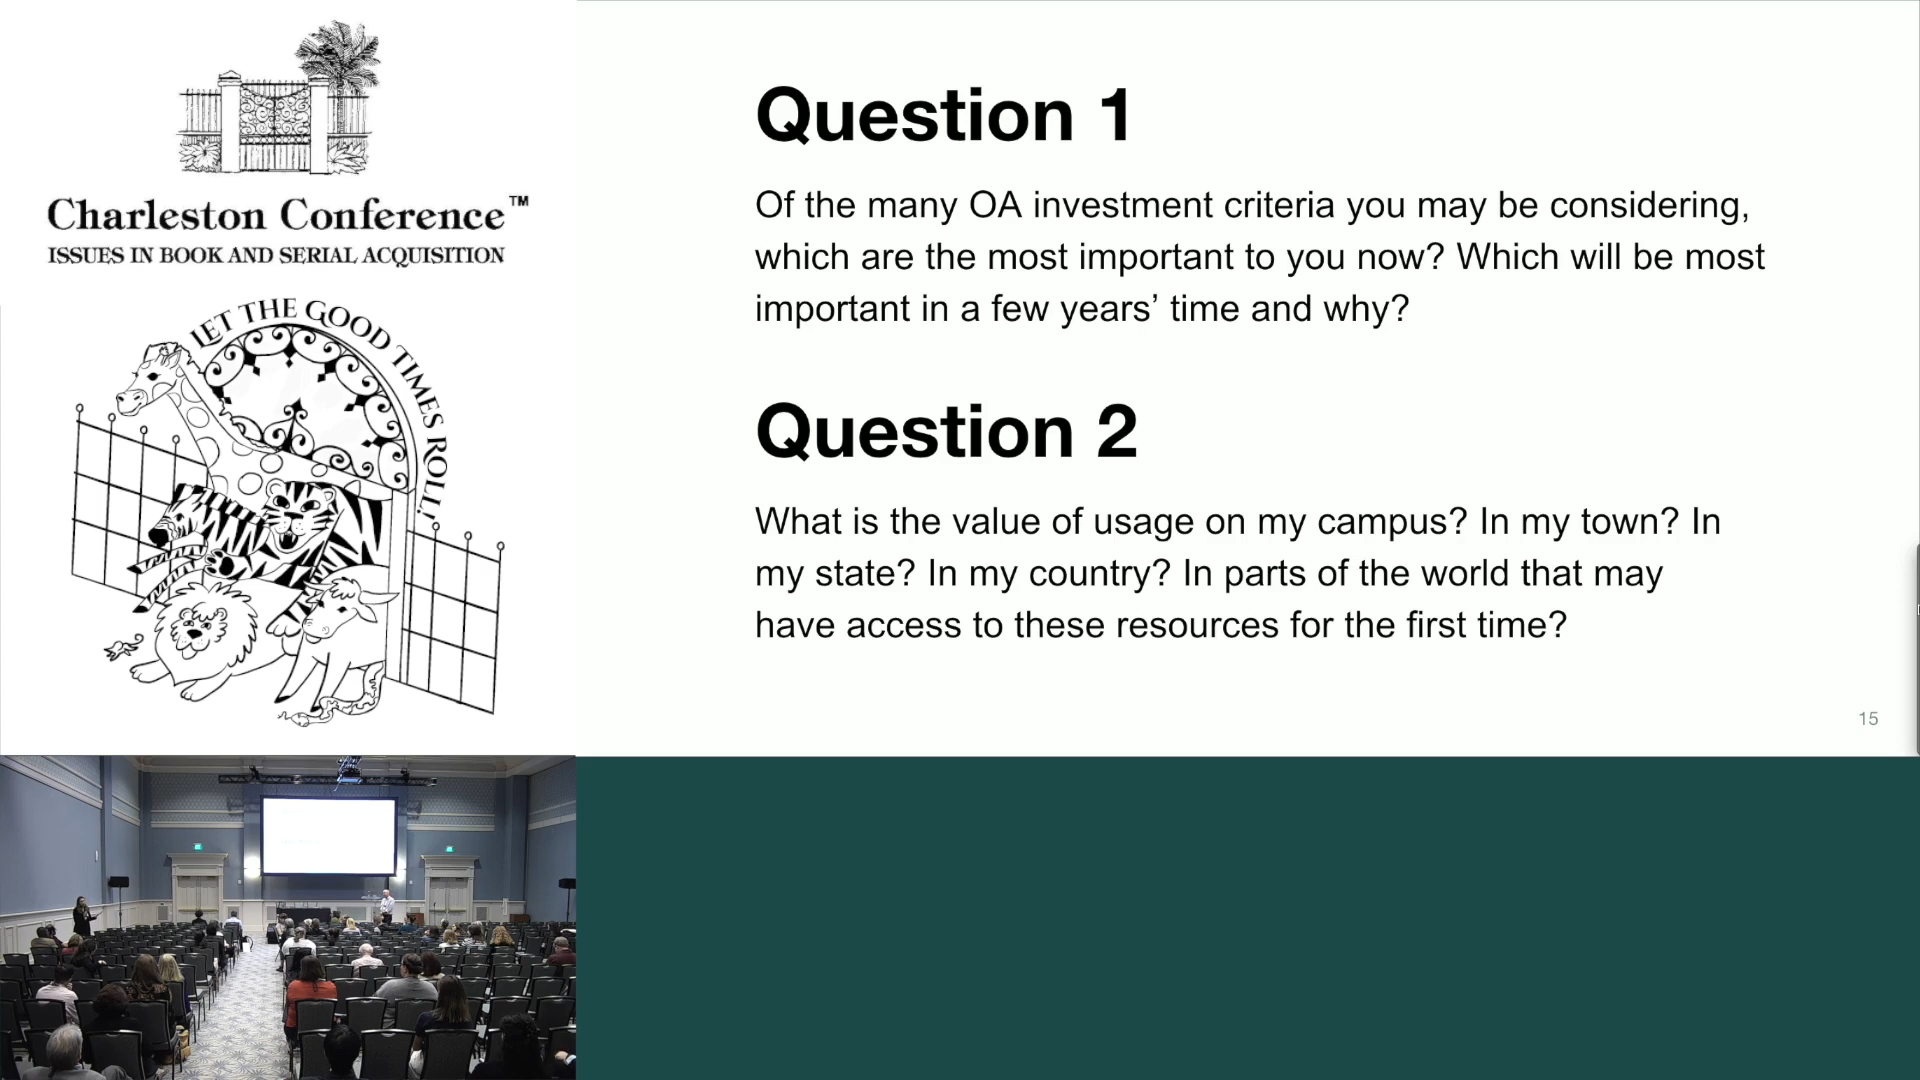 Charleston Conference™
ISSUES IN BOOK AND SERIAL ACQUISITION
LET THE GOOD TIMES ROLL!
Question 1
Of the many OA investment criteria you may be considering,
which are the most important to you now? Which will be most
important in a few years’ time and why?
Question 2
What is the value of usage on my campus? In my town? In
my state? In my country? In parts of the world that may
have access to these resources for the first time?
15